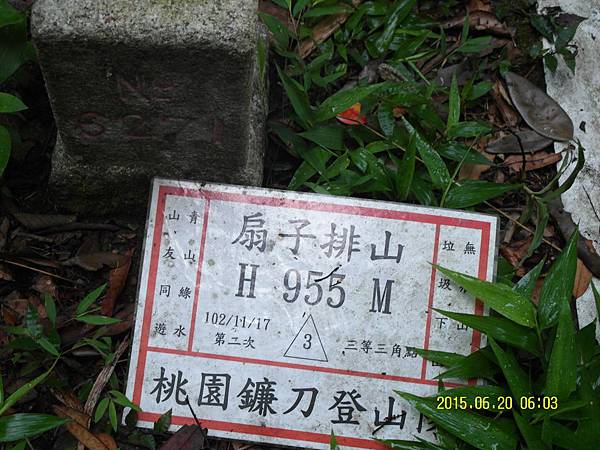 No
扇子排山
H 955 M
青山綠水
山友同遊
102/11/17
第二次
3
三等三角點
無
垃圾下
桃園鐮刀登山
2015.06.20 06:03